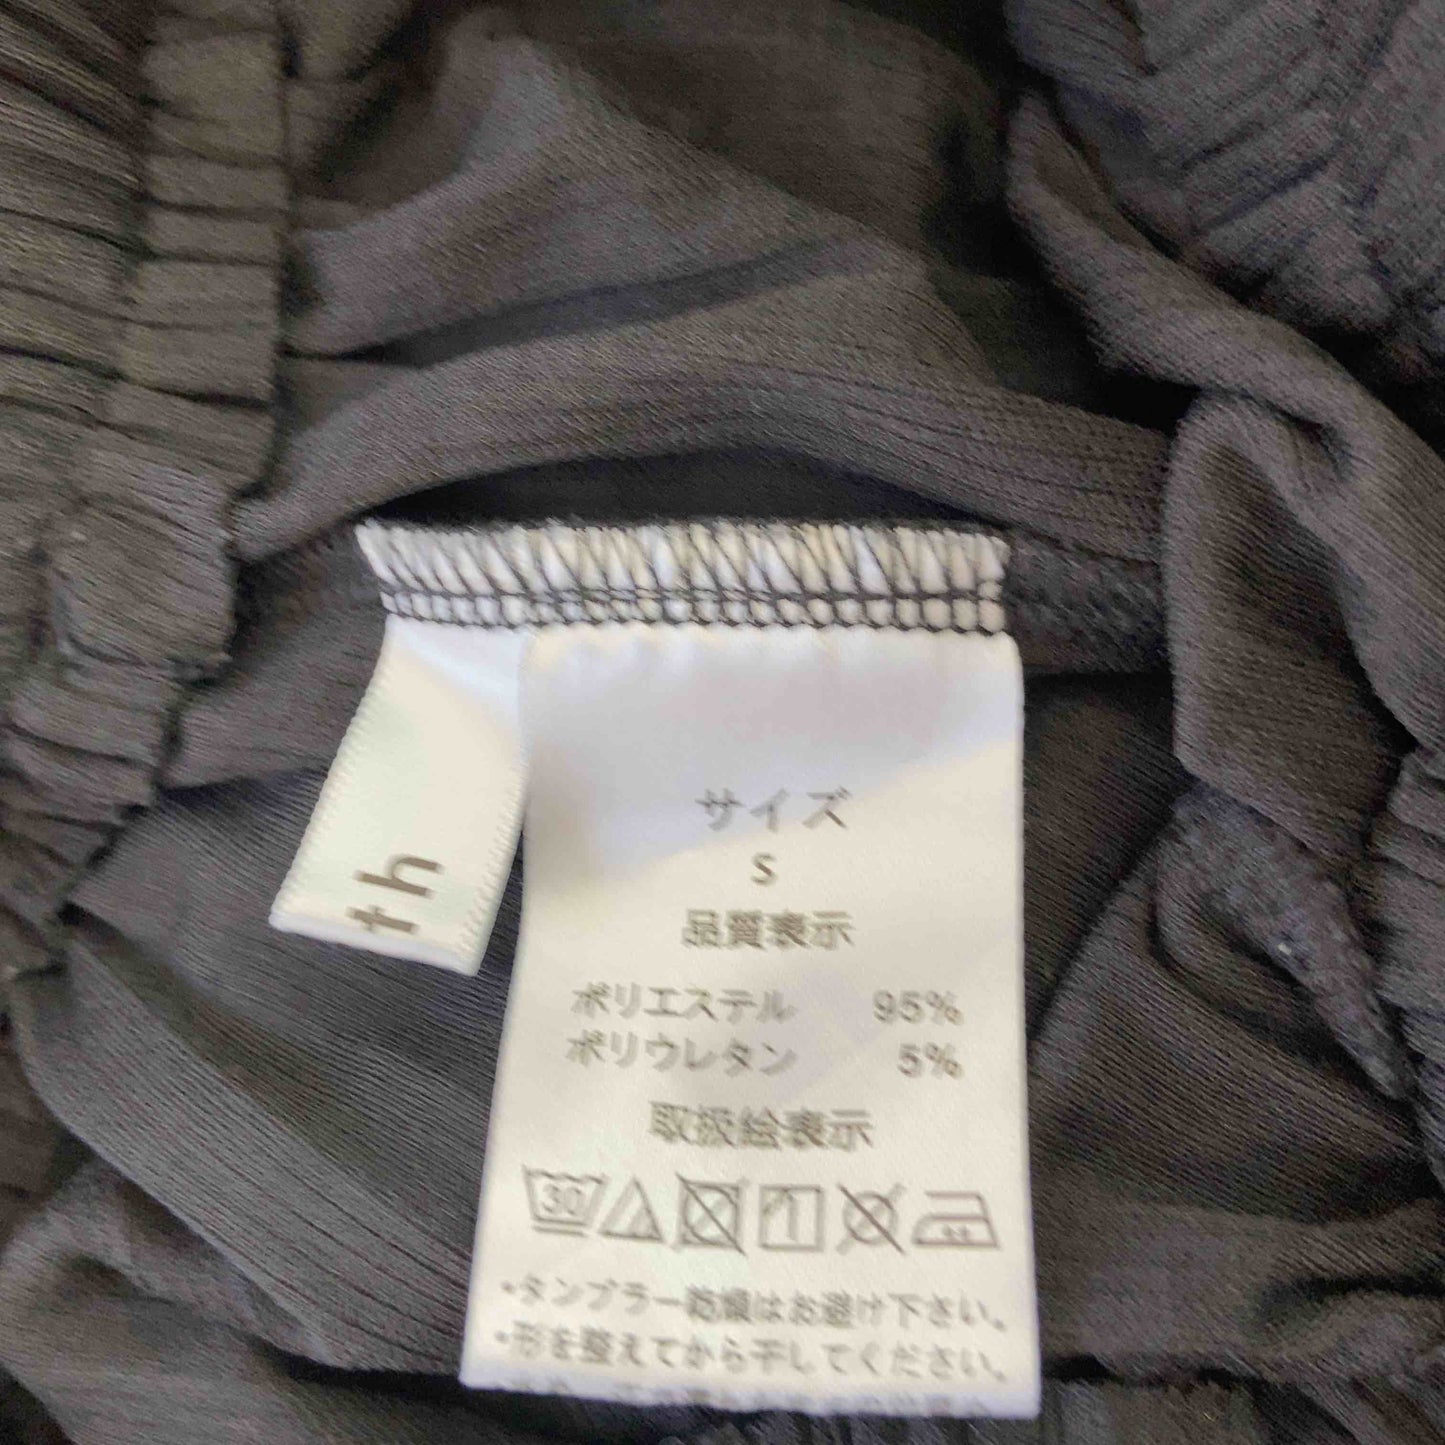 th
サイズ
S
品質表示
ポリエステル 95%
ポリウレタン 5%
取扱絵表示
30
•タンブラー乾燥はお避け下さい。
•形を整えてから干してください。